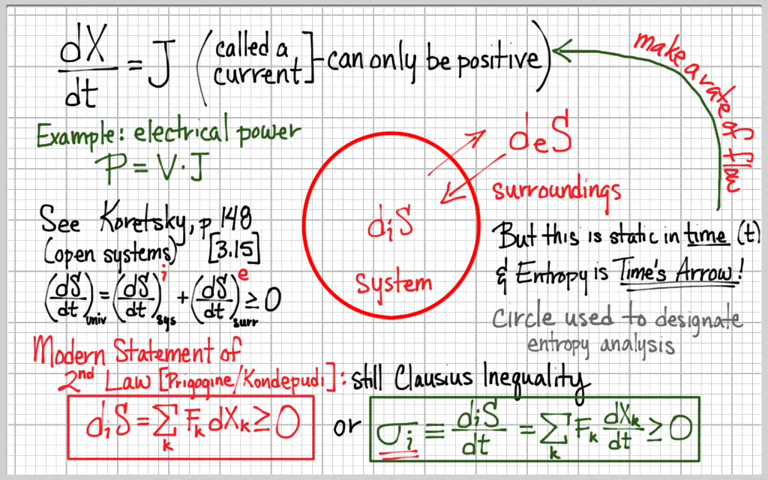 dX/dt = J (called a current] - can only be positive)
make a rate of flow
Example: electrical power
P = V·J
deS
surroundings
diS
System
See Koretsky, p 148
(open systems) [3.15]
(dS/dt)univ = (dS/dt)sys^i + (dS/dt)surr^e ≥ 0
But this is static in time (t)
& Entropy is Time's Arrow!
Circle used to designate
entropy analysis
Modern Statement of
2nd Law [Prigogine/Kondepudi]: still Clausius Inequality
diS = ∑k Fk dXk ≥ 0 or σi ≡ diS/dt = ∑k Fk dXk/dt ≥ 0